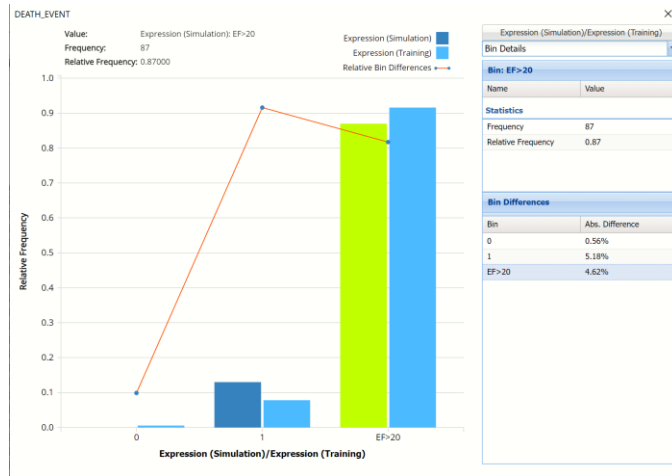 DEATH_EVENT
Value: Expression (Simulation): EF>20
Frequency: 87
Relative Frequency: 0.87000
Expression (Simulation)
Expression (Training)
Relative Bin Differences
1.0
0.9
0.8
0.7
0.6
0.5
0.4
0.3
0.2
0.1
0.0
Relative Frequency
0 1 EF>20
Expression (Simulation)/Expression (Training)
Expression (Simulation)/Expression (Training)
Bin Details
Bin: EF>20
Name Value
Statistics
Frequency 87
Relative Frequency 0.87
Bin Differences
Bin Abs. Difference
0 0.56%
1 5.18%
EF>20 4.62%